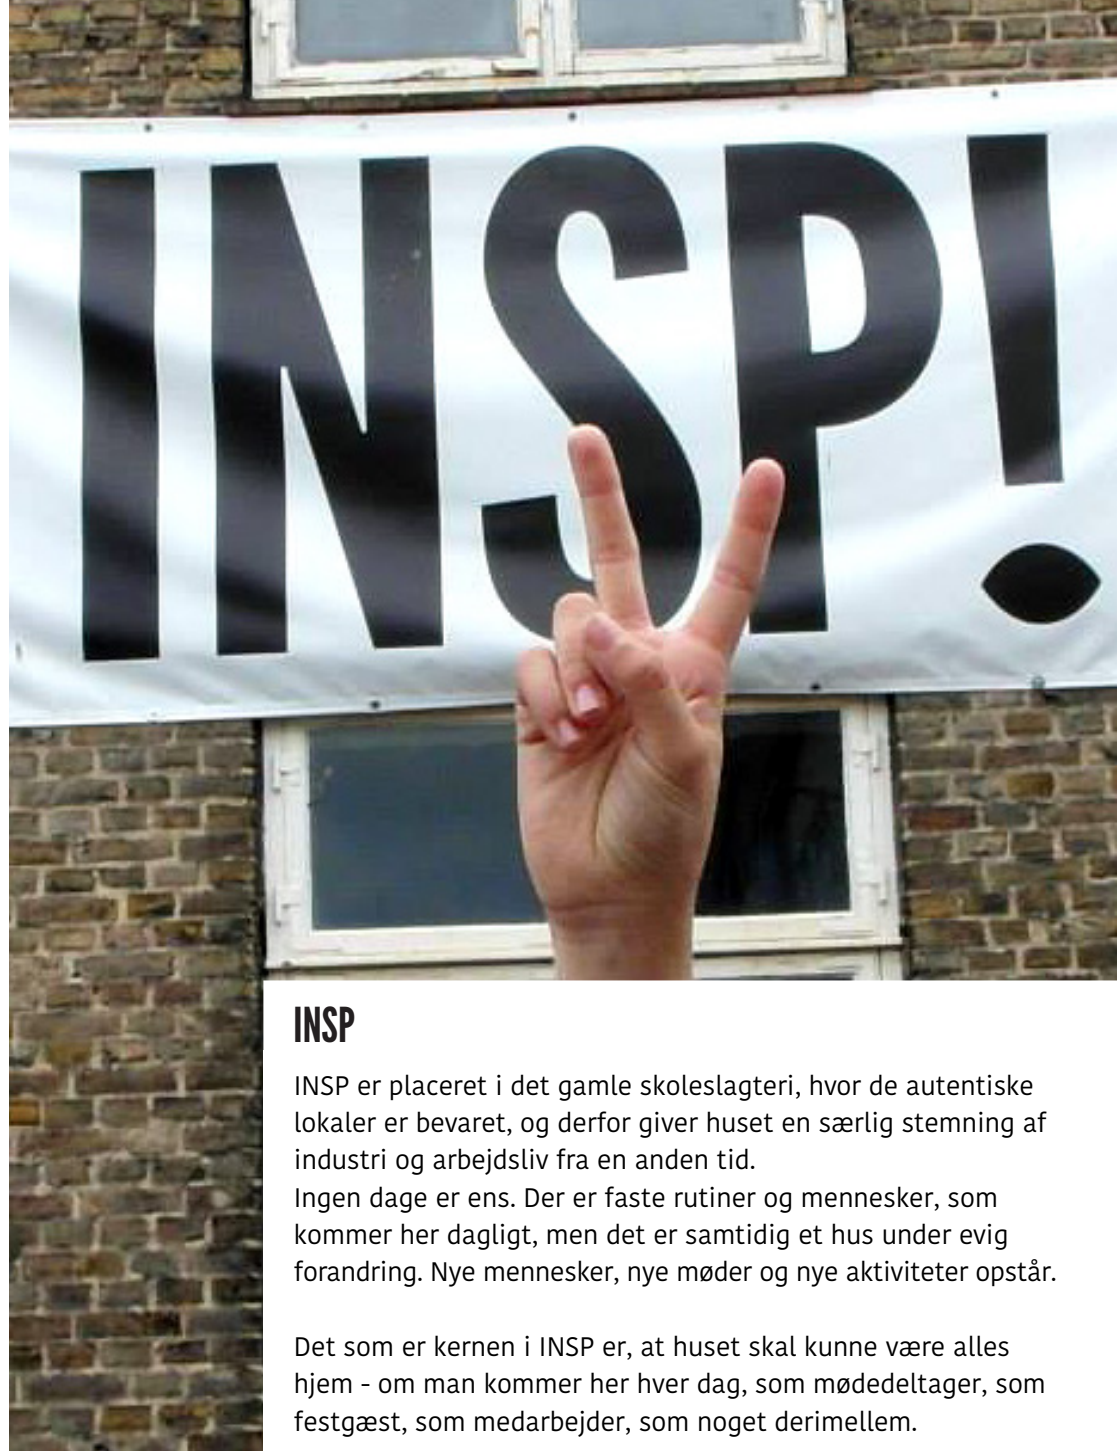 INSP!
INSP
INSP er placeret i det gamle skoleslagteri, hvor de autentiske
lokaler er bevaret, og derfor giver huset en særlig stemning af
industri og arbejdsliv fra en anden tid.
Ingen dage er ens. Der er faste rutiner og mennesker, som
kommer her dagligt, men det er samtidig et hus under evig
forandring. Nye mennesker, nye møder og nye aktiviteter opstår.
Det som er kernen i INSP er, at huset skal kunne være alles
hjem - om man kommer her hver dag, som mødedeltager, som
festgæst, som medarbejder, som noget derimellem.